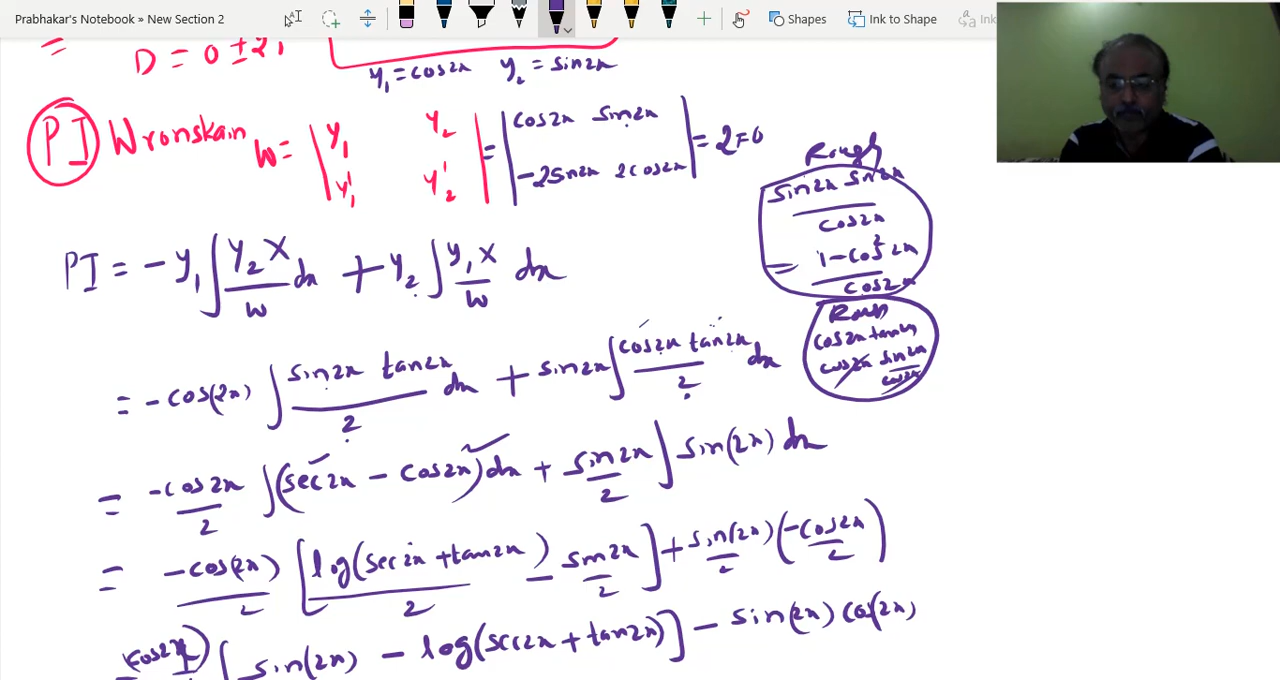 Prabhakar's Notebook » New Section 2
Shapes
Ink to Shape
Ink
=
D = 0 ± 2i
y₁ = cos2x y₂ = sin2x
PI Wronskan W = | y₁ y₂ | = | cos2x sin2x | = 2≠0
| y₁' y₂' | | -2sin2x 2cos2x |
Rough
sin2x sin2x / cos2x
= 1-cos²2x / cos2x
PI = -y₁ ∫ y₂X/W dx + y₂ ∫ y₁X/W dx
Rough
cos2x tan2x
cos2x sin2x/cos2x
= -cos(2x) ∫ sin2x tan2x / 2 dx + sin2x ∫ cos2x tan2x / 2 dx
= -cos2x/2 ∫ (sec2x - cos2x) dx + sin2x/2 ∫ sin(2x) dx
= -cos(2x)/2 [ log(sec2x + tan2x)/2 - sin2x/2 ] + sin(2x)/2 (-cos2x/2)
cos2x [ sin(2x) - log(sec2x + tan2x) ] - sin(2x) cos(2x)